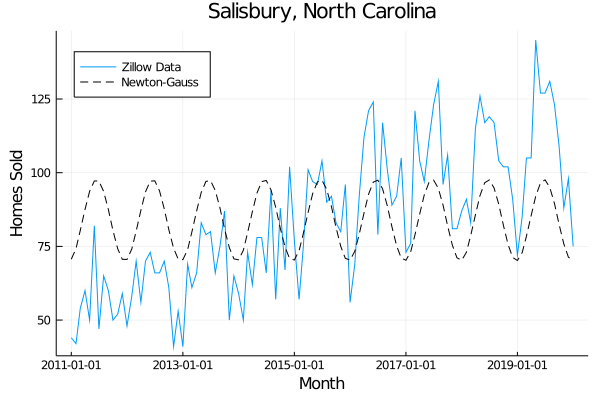 Salisbury, North Carolina
Zillow Data
Newton-Gauss
125
100
75
50
Homes Sold
2011-01-01 2013-01-01 2015-01-01 2017-01-01 2019-01-01
Month